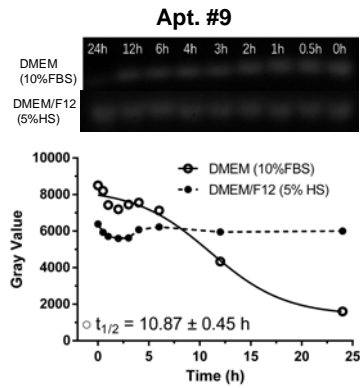 Apt. #9
24h 12h 6h 4h 3h 2h 1h 0.5h 0h
DMEM
(10%FBS)
DMEM/F12
(5%HS)
10000
8000
6000
4000
2000
0
Gray Value
DMEM (10%FBS)
DMEM/F12 (5% HS)
t1/2 = 10.87 ± 0.45 h
0 5 10 15 20 25
Time (h)